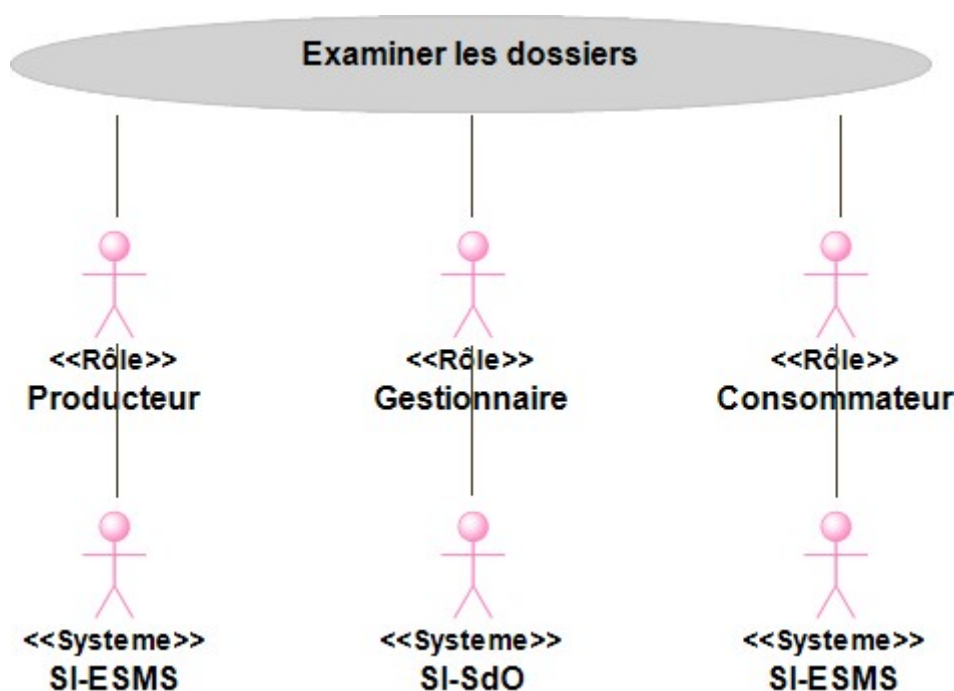 Examiner les dossiers
<<Rôle>>
Producteur
<<Rôle>>
Gestionnaire
<<Rôle>>
Consommateur
<<Systeme>>
SI-ESMS
<<Systeme>>
SI-SdO
<<Systeme>>
SI-ESMS